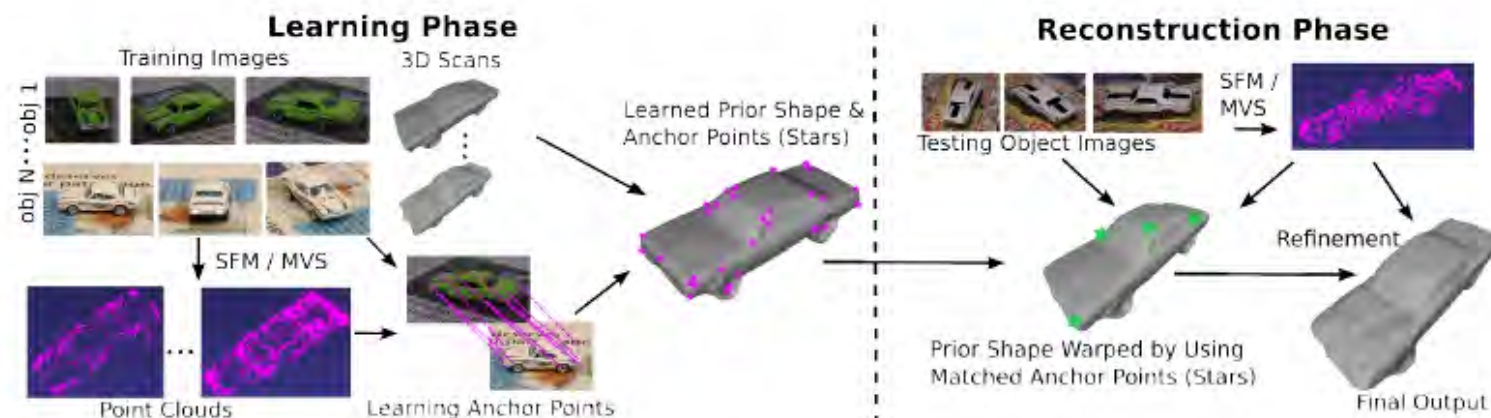 Learning Phase
Training Images
3D Scans
obj 1
obj N
SFM / MVS
Point Clouds
Learning Anchor Points
Learned Prior Shape &
Anchor Points (Stars)
Reconstruction Phase
SFM /
MVS
Testing Object Images
Refinement
Prior Shape Warped by Using
Matched Anchor Points (Stars)
Final Output